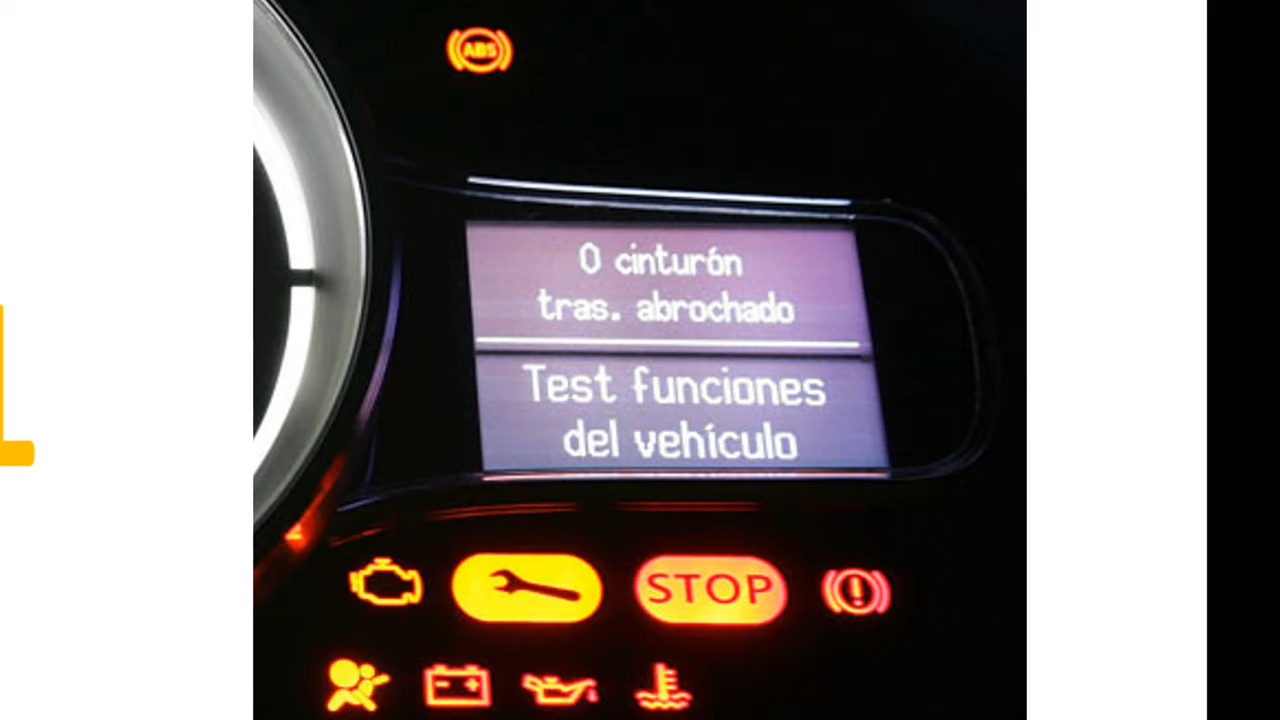 ABS
0 cinturón
tras. abrochado
Test funciones
del vehículo
STOP